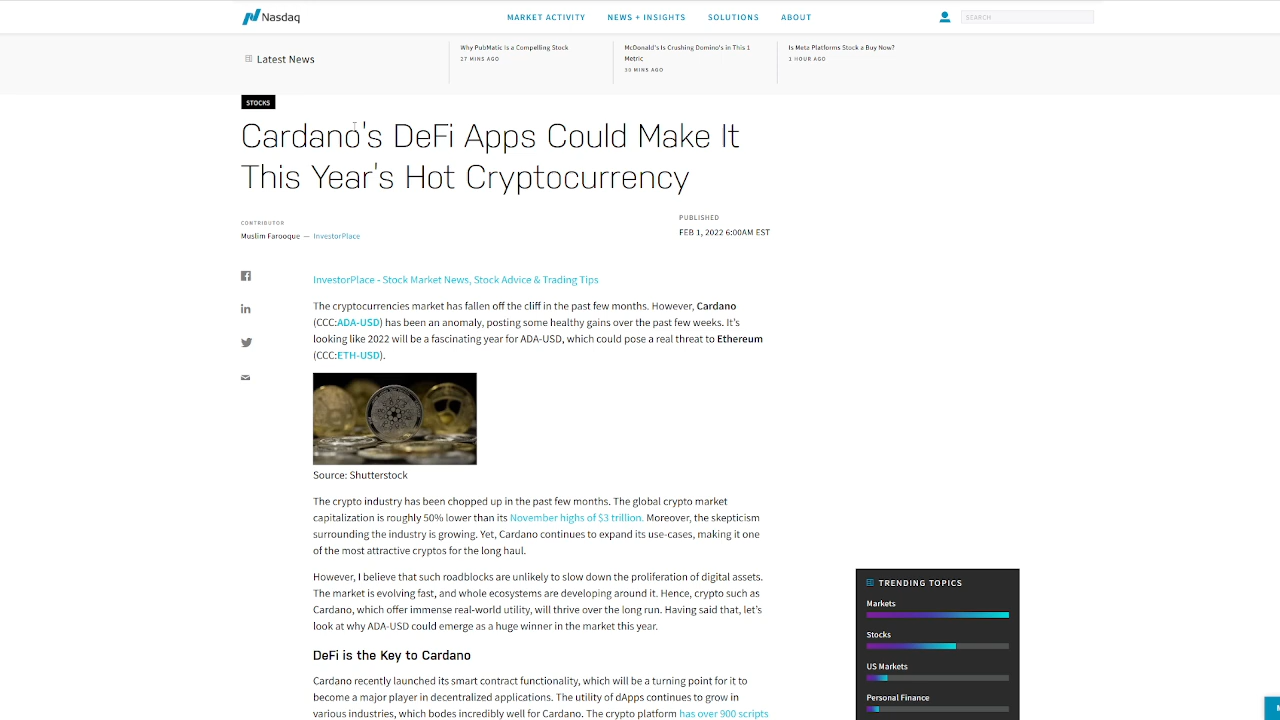 Nasdaq
MARKET ACTIVITY NEWS + INSIGHTS SOLUTIONS ABOUT
SEARCH
Latest News
Why PubMatic Is a Compelling Stock
27 MINS AGO
McDonald's Is Crushing Domino's in This 1
Metric
30 MINS AGO
Is Meta Platforms Stock a Buy Now?
1 HOUR AGO
STOCKS
Cardano's DeFi Apps Could Make It
This Year's Hot Cryptocurrency
CONTRIBUTOR
Muslim Farooque — InvestorPlace
PUBLISHED
FEB 1, 2022 6:00AM EST
InvestorPlace - Stock Market News, Stock Advice & Trading Tips
The cryptocurrencies market has fallen off the cliff in the past few months. However, Cardano
(CCC:ADA-USD) has been an anomaly, posting some healthy gains over the past few weeks. It's
looking like 2022 will be a fascinating year for ADA-USD, which could pose a real threat to Ethereum
(CCC:ETH-USD).
Source: Shutterstock
The crypto industry has been chopped up in the past few months. The global crypto market
capitalization is roughly 50% lower than its November highs of $3 trillion. Moreover, the skepticism
surrounding the industry is growing. Yet, Cardano continues to expand its use-cases, making it one
of the most attractive cryptos for the long haul.
However, I believe that such roadblocks are unlikely to slow down the proliferation of digital assets.
The market is evolving fast, and whole ecosystems are developing around it. Hence, crypto such as
Cardano, which offer immense real-world utility, will thrive over the long run. Having said that, let's
look at why ADA-USD could emerge as a huge winner in the market this year.
DeFi is the Key to Cardano
Cardano recently launched its smart contract functionality, which will be a turning point for it to
become a major player in decentralized applications. The utility of dApps continues to grow in
various industries, which bodes incredibly well for Cardano. The crypto platform has over 900 scripts
TRENDING TOPICS
Markets
Stocks
US Markets
Personal Finance